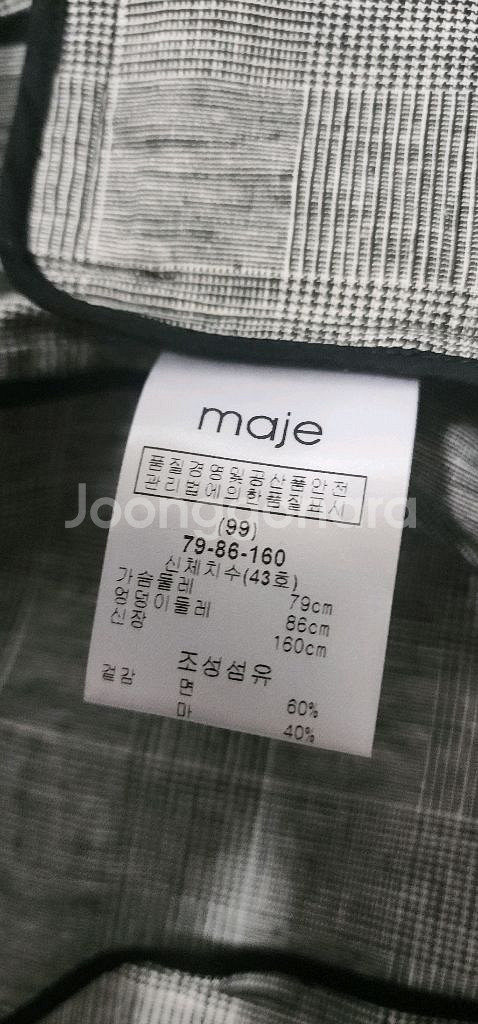 maje
품질경영및공산품안전
관리법에의한품질표시
Joonggonara
(99)
79-86-160
신체치수(43호)
가슴둘레 79cm
엉덩이둘레 86cm
신장 160cm
조성섬유
겉감 면 60%
마 40%